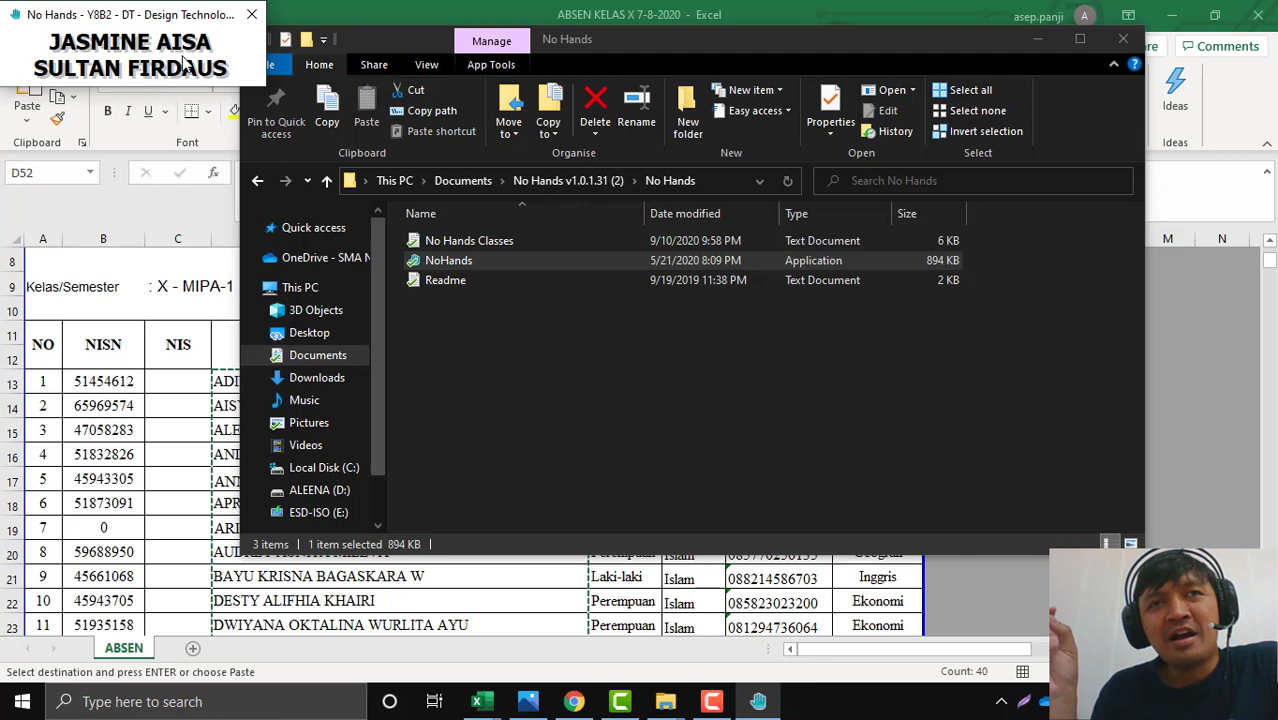 No Hands - Y8B2 - DT - Design Technolo...
JASMINE AISA
SULTAN FIRDAUS
ABSEN KELAS X 7-8-2020 - Excel
asep.panji
A
Comments
Manage
No Hands
Home
Share
View
App Tools
Paste
Clipboard
B I U
Font
Ideas
Ideas
Pin to Quick access
Copy
Paste
Cut
Copy path
Paste shortcut
Clipboard
Move to
Copy to
Delete
Rename
Organise
New folder
New item
Easy access
New
Properties
Open
Edit
History
Open
Select all
Select none
Invert selection
Select
D52
fx
This PC > Documents > No Hands v1.0.1.31 (2) > No Hands
Search No Hands
Name Date modified Type Size
No Hands Classes 9/10/2020 9:58 PM Text Document 6 KB
NoHands 5/21/2020 8:09 PM Application 894 KB
Readme 9/19/2019 11:38 PM Text Document 2 KB
Quick access
OneDrive - SMA N
This PC
3D Objects
Desktop
Documents
Downloads
Music
Pictures
Videos
Local Disk (C:)
ALEENA (D:)
ESD-ISO (E:)
3 items 1 item selected 894 KB
A B C M N
8
9 Kelas/Semester : X - MIPA-1
10
11
12
NO NISN NIS
13 1 51454612 ADI
14 2 65969574 AIS
15 3 47058283 ALE
16 4 51832826
17 5 45943305
18 6 51873091 APR
19 7 0 ARI
20 8 59688950
21 9 45661068 BAYU KRISNA BAGASKARA W Laki-laki Islam 088214586703 Inggris
22 10 45943705 DESTY ALIFHIA KHAIRI Perempuan Islam 085823023200 Ekonomi
23 11 51935158 DWIYANA OKTALINA WURLITA AYU Perempuan Islam 081294736064 Ekonomi
ABSEN
Select destination and press ENTER or choose Paste
Count: 40
Type here to search